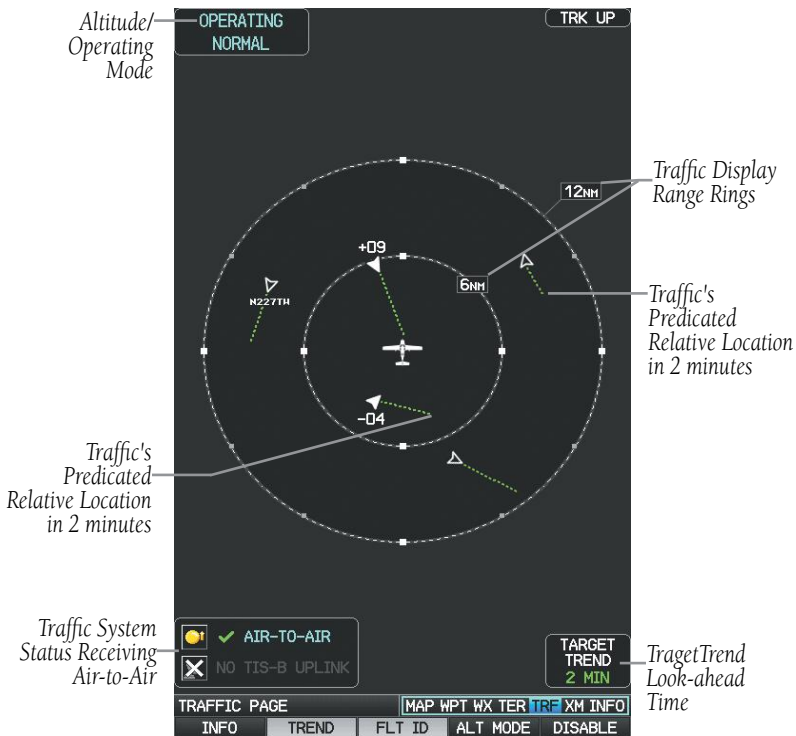 Altitude/
Operating
Mode
OPERATING
NORMAL
TRK UP
12NM
Traffic Display
Range Rings
+09
6NM
N227TW
Traffic's
Predicated
Relative Location
in 2 minutes
-04
Traffic's
Predicated
Relative Location
in 2 minutes
Traffic System
Status Receiving
Air-to-Air
AIR-TO-AIR
NO TIS-B UPLINK
TARGET
TREND
2 MIN
TragetTrend
Look-ahead
Time
TRAFFIC PAGE
MAP WPT WX TER TRF XM INFO
INFO TREND FLT ID ALT MODE DISABLE